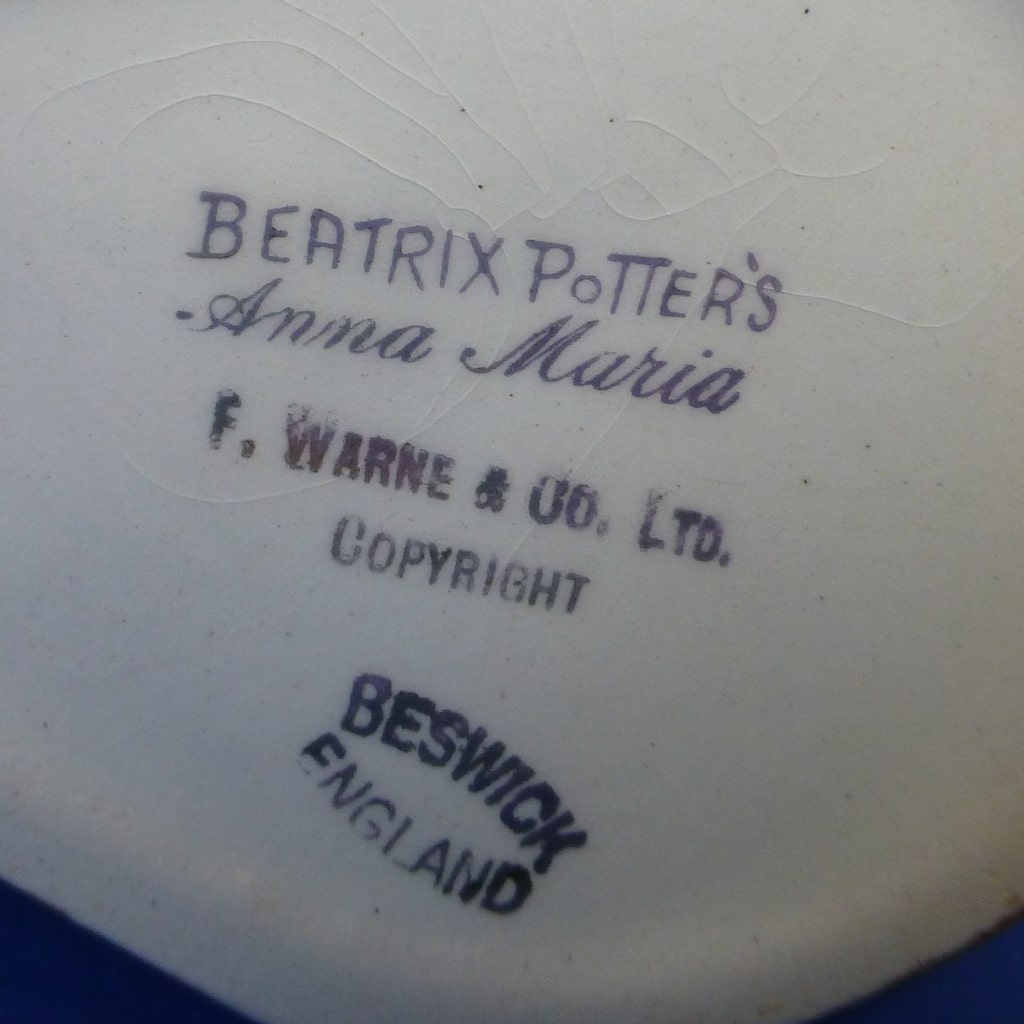 BEATRIX POTTER'S
Anna Maria
F. WARNE & CO. LTD.
COPYRIGHT
BESWICK
ENGLAND